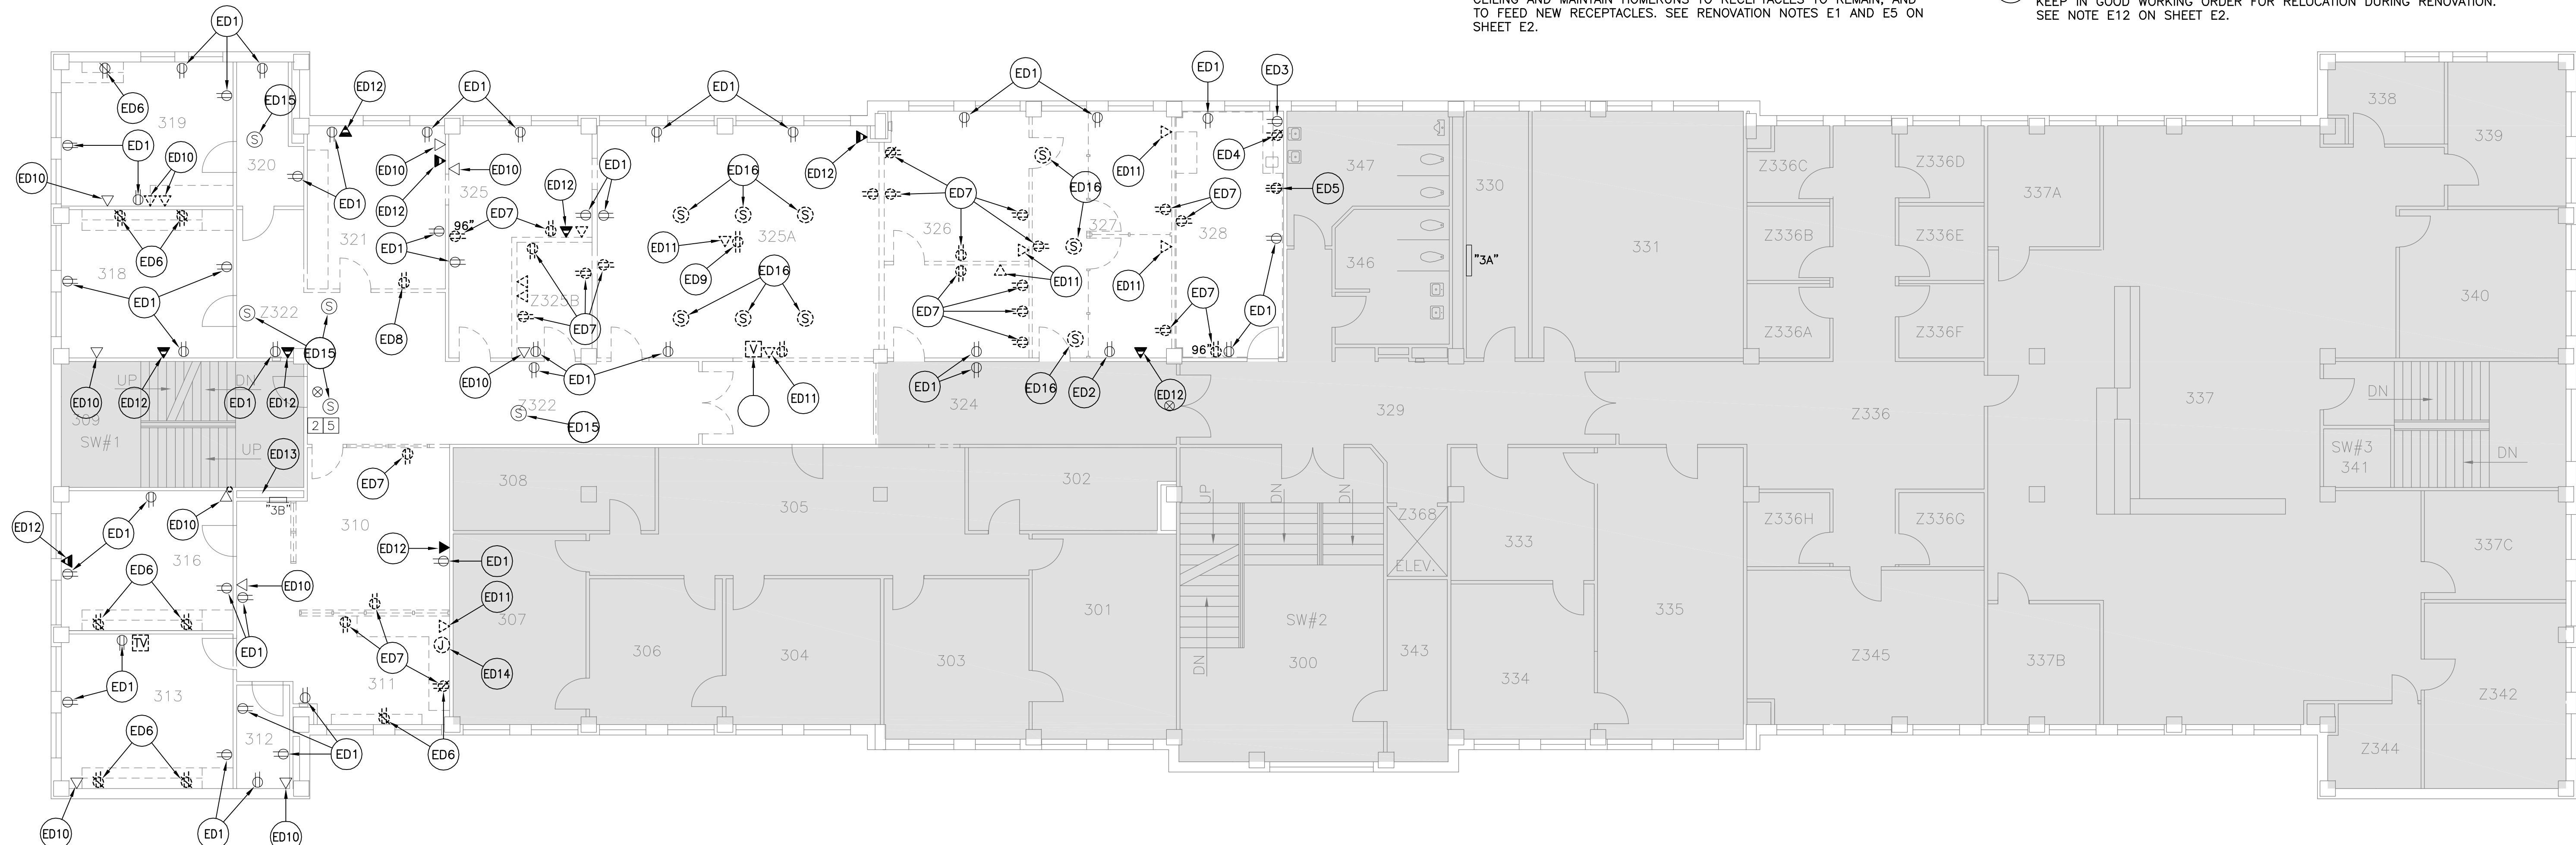 CEILING AND MAINTAIN HOMERUNS TO RECEPTACLES TO REMAIN, AND
TO FEED NEW RECEPTACLES. SEE RENOVATION NOTES E1 AND E5 ON
SHEET E2.
KEEP IN GOOD WORKING ORDER FOR RELOCATION DURING RENOVATION.
SEE NOTE E12 ON SHEET E2.
ED1
ED12 ED1 ED1 ED1 ED1 ED3
ED6 ED15
319 320
ED1 ED10
ED10
ED10 ED10 ED12
325 ED12 ED1
ED1 ED12
321 96" ED7
ED1
ED16
325A
ED11
ED9
ED16
ED12
326 ED7
ED16
327
ED11
ED4
328 ED7
ED5
ED11
ED11
ED7
ED7
ED1
96"
318 ED6
ED1
Z322
ED15
ED8
Z325B
ED7
ED10 ED1
V
ED11
ED1 ED16 ED2 ED12
ED10 ED12 ED1 ED12
UP DN
309
SW#1
UP
ED13
2 5
Z322
ED15
324
329
347
346
330
"3A"
331
Z336C Z336D
Z336B Z336E
Z336A Z336F
337A
338
339
340
Z336
337
DN
SW#3
341
DN
"3B"
ED7
310
ED12
ED1
ED10
ED12
ED1
316
ED6
ED10
ED1
TV
ED1
313
ED6
312
ED1
ED7
311
ED6
ED11
J
ED14
307
308
305
302
306
304
303
301
UP DN DN
DN
SW#2
300
Z368
ELEV.
343
333
334
335
Z336H Z336G
Z345
337B
337C
Z342
Z344
ED10 ED1 ED10